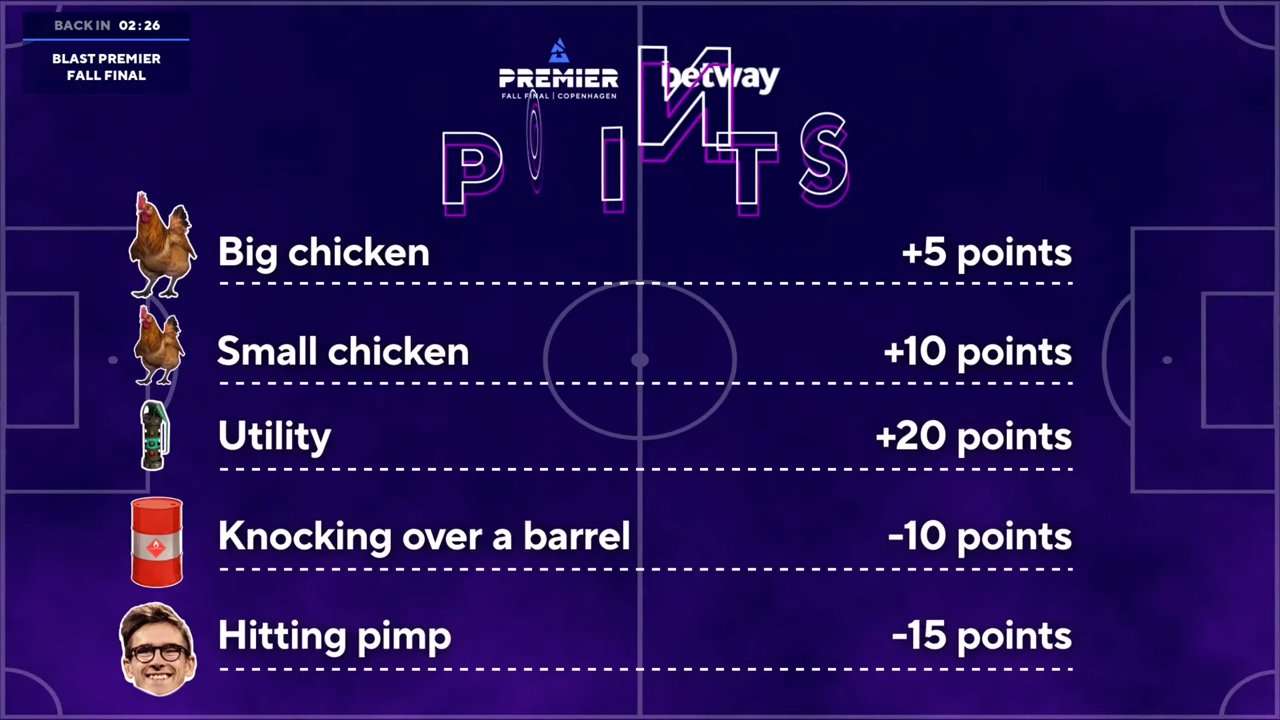 BACK IN 02:26
BLAST PREMIER
FALL FINAL
PREMIER betway
FALL FINAL | COPENHAGEN
POINTS
Big chicken +5 points
Small chicken +10 points
Utility +20 points
Knocking over a barrel -10 points
Hitting pimp -15 points